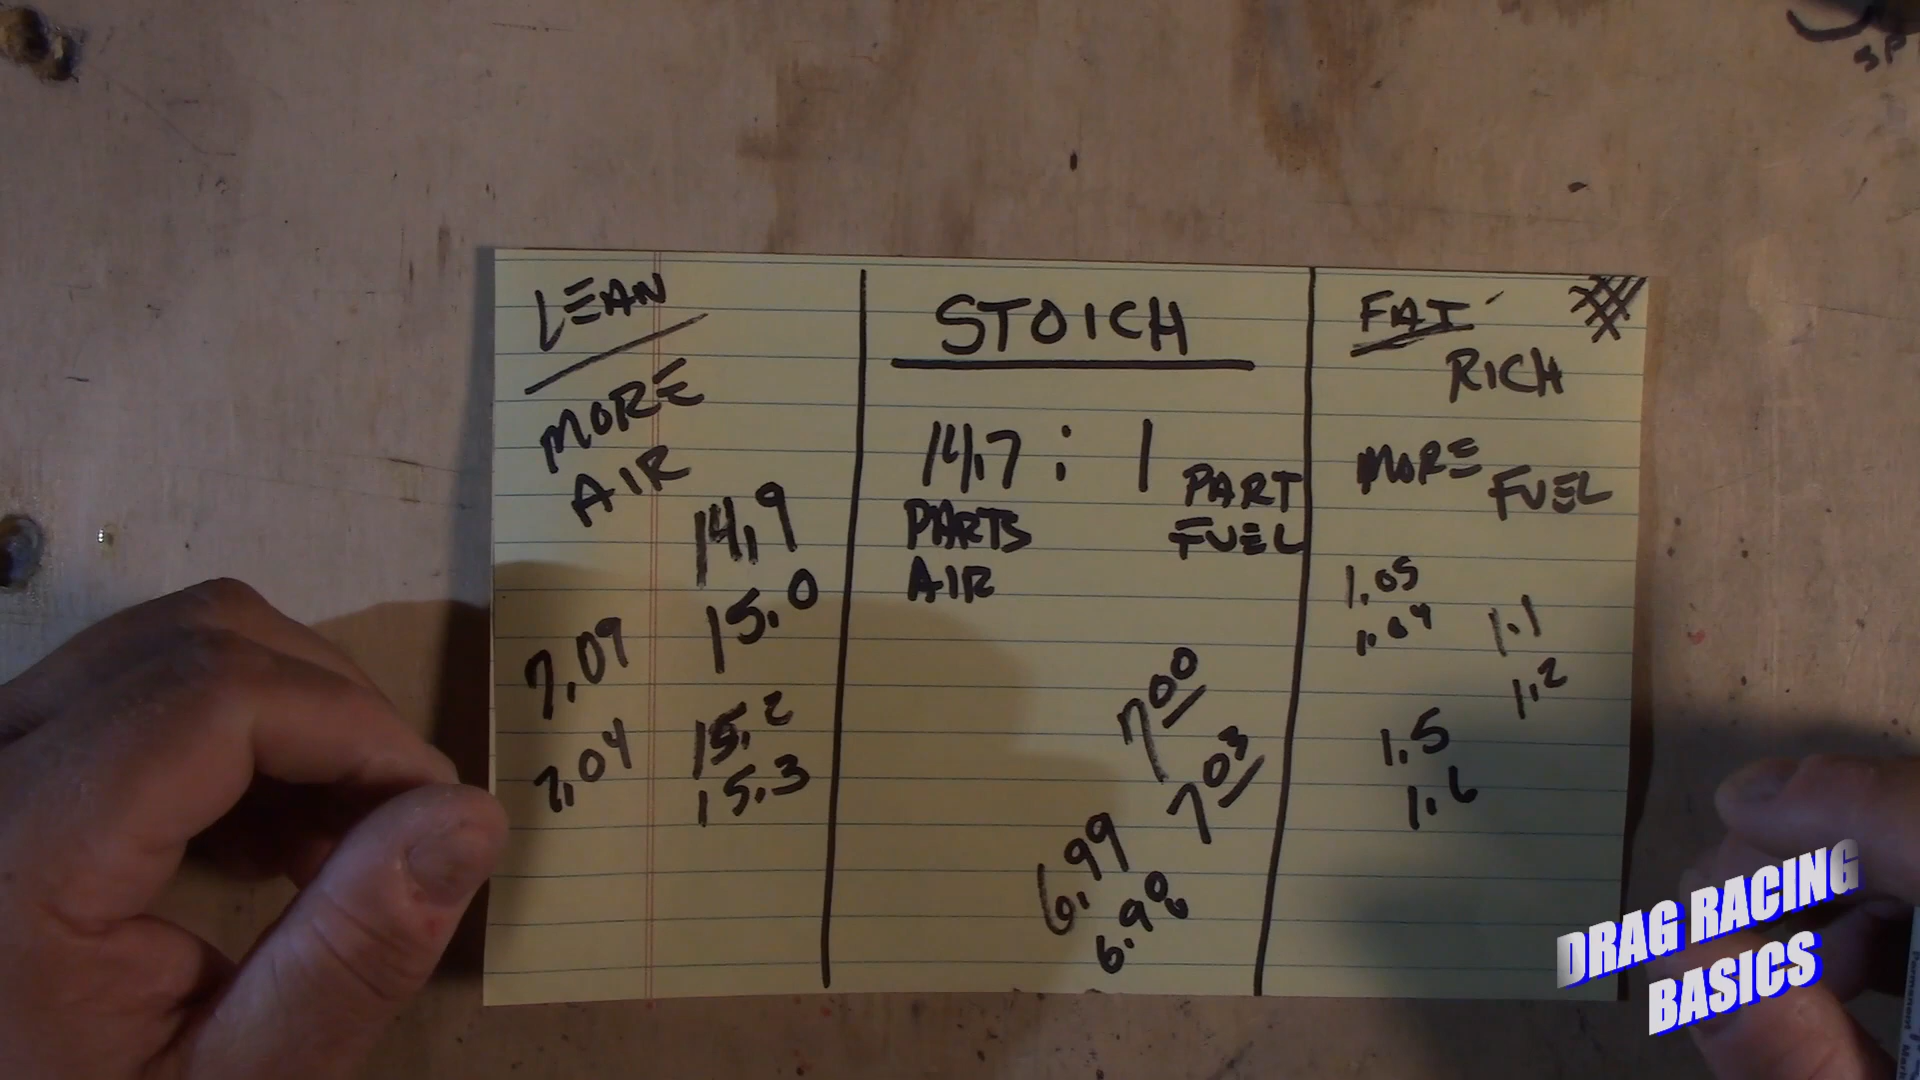 LEAN
MORE
AIR
14.9
15.0
7.09
15.2
7.04
15.3
STOICH
14.7 : 1
PARTS
AIR
PART
FUEL
7.00
7.03
6.99
6.98
FAT
RICH
MORE FUEL
1.05
1.04
1.1
1.2
1.5
1.6
SP
DRAG RACING
BASICS